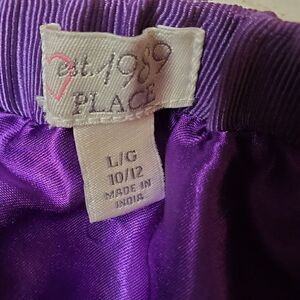 est. 1989
PLACE
L/G
10/12
MADE IN
INDIA